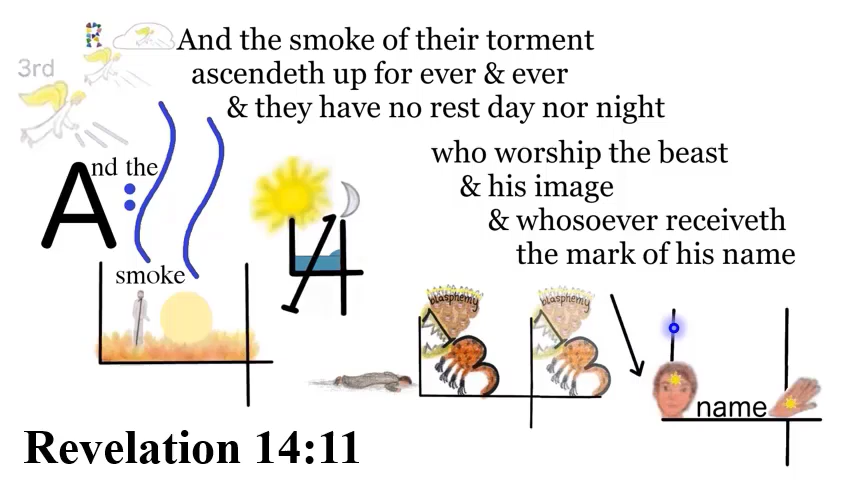 And the smoke of their torment
ascendeth up for ever & ever
& they have no rest day nor night
who worship the beast
& his image
& whosoever receiveth
the mark of his name
3rd
And the
smoke
blasphemy
blasphemy
name
Revelation 14:11